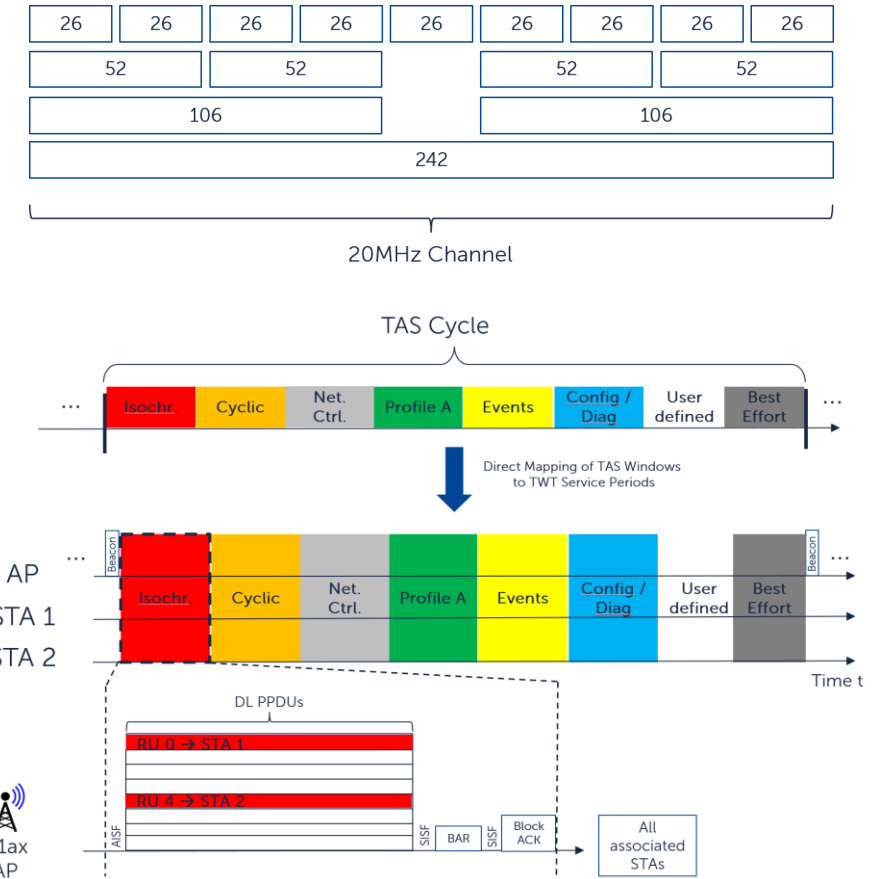 26 26 26 26 26 26 26 26 26
52 52 52 52
106 106
242
20MHz Channel
TAS Cycle
... Isochr. Cyclic Net. Ctrl. Profile A Events Config / Diag User defined Best Effort ...
Direct Mapping of TAS Windows
to TWT Service Periods
... Beacon Beacon ...
AP
STA 1
STA 2
Isochr. Cyclic Net. Ctrl. Profile A Events Config / Diag User defined Best Effort
Time t
DL PPDUs
RU 0 → STA 1
RU 4 → STA 2
AISF SISF BAR SISF Block ACK
All
associated
STAs
1ax
AP